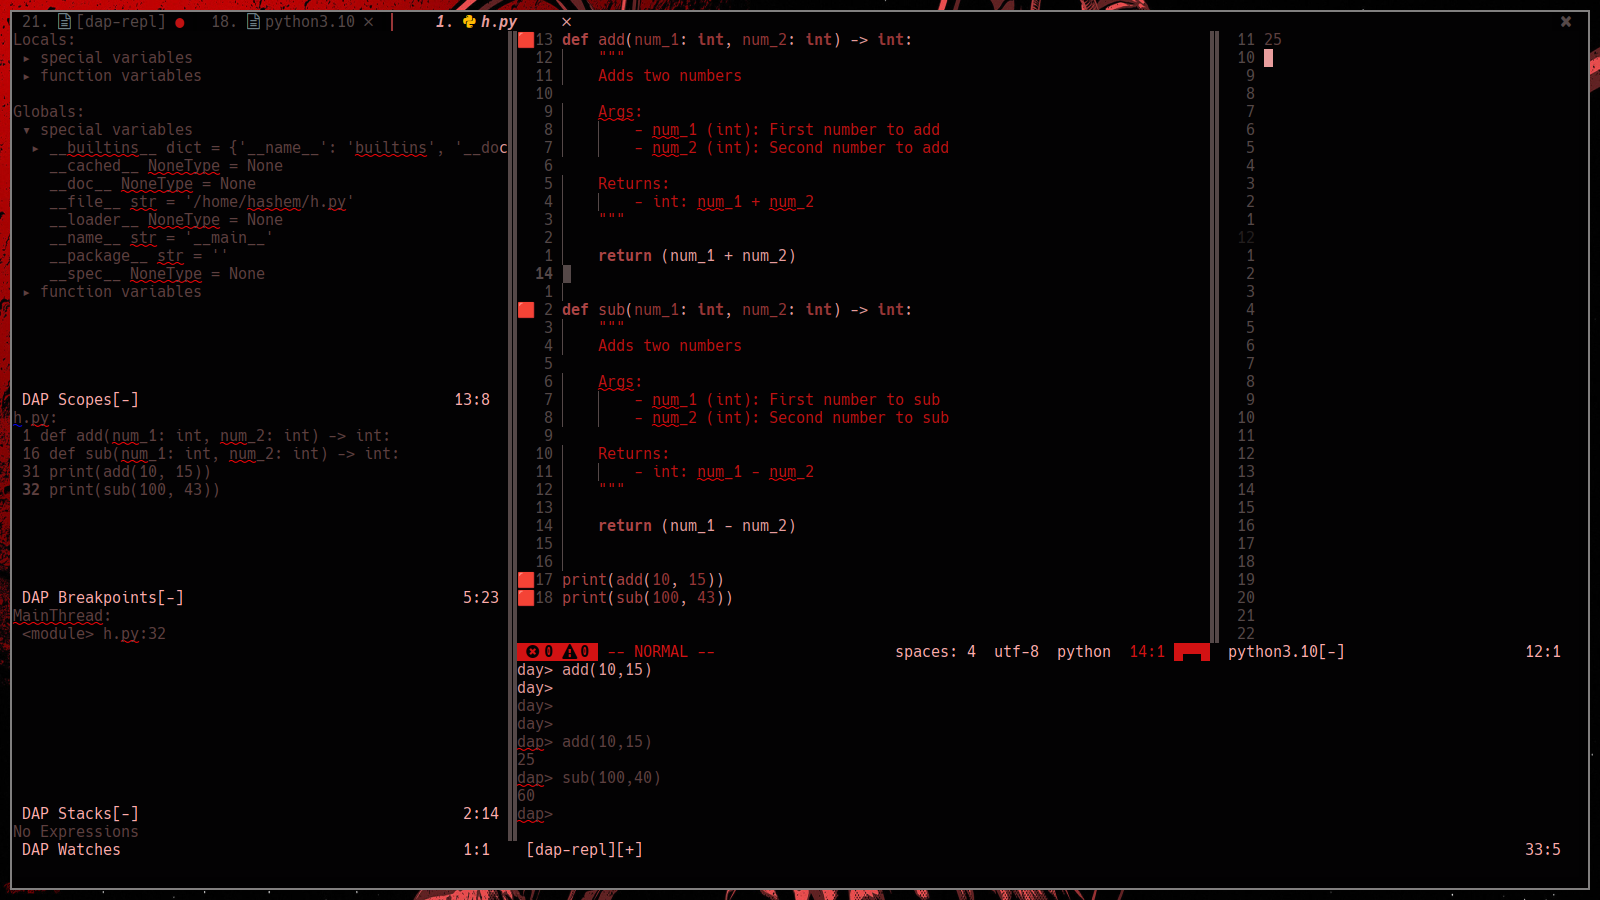 21. [dap-repl] ● 18. python3.10 × | 1. h.py × ✖
Locals:
▸ special variables
▸ function variables
Globals:
▾ special variables
▸ __builtins__ dict = {'__name__': 'builtins', '__doc
__cached__ NoneType = None
__doc__ NoneType = None
__file__ str = '/home/hashem/h.py'
__loader__ NoneType = None
__name__ str = '__main__'
__package__ str = ''
__spec__ NoneType = None
▸ function variables
DAP Scopes[-] 13:8
h.py:
1 def add(num_1: int, num_2: int) -> int:
16 def sub(num_1: int, num_2: int) -> int:
31 print(add(10, 15))
32 print(sub(100, 43))
DAP Breakpoints[-] 5:23
MainThread:
<module> h.py:32
DAP Stacks[-] 2:14
No Expressions
DAP Watches 1:1
13 def add(num_1: int, num_2: int) -> int:
12 """
11 Adds two numbers
10
9 Args:
8 - num_1 (int): First number to add
7 - num_2 (int): Second number to add
6
5 Returns:
4 - int: num_1 + num_2
3 """
2
1 return (num_1 + num_2)
14
1
2 def sub(num_1: int, num_2: int) -> int:
3 """
4 Adds two numbers
5
6 Args:
7 - num_1 (int): First number to sub
8 - num_2 (int): Second number to sub
9
10 Returns:
11 - int: num_1 - num_2
12 """
13
14 return (num_1 - num_2)
15
16
17 print(add(10, 15))
18 print(sub(100, 43))
0 0 -- NORMAL -- spaces: 4 utf-8 python 14:1
day> add(10,15)
day>
day>
day>
dap> add(10,15)
25
dap> sub(100,40)
60
dap>
[dap-repl][+] 33:5
11 25
10
9
8
7
6
5
4
3
2
1
12
1
2
3
4
5
6
7
8
9
10
11
12
13
14
15
16
17
18
19
20
21
22
python3.10[-] 12:1